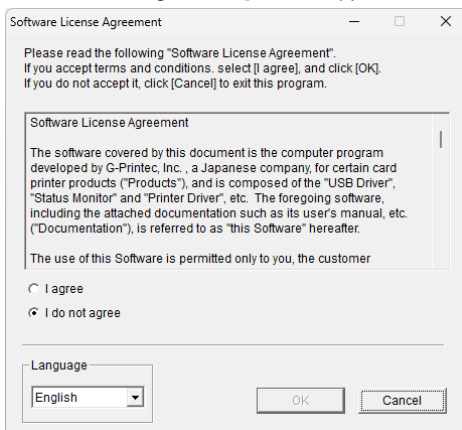 Software License Agreement
Please read the following "Software License Agreement".
If you accept terms and conditions. select [I agree], and click [OK].
If you do not accept it, click [Cancel] to exit this program.
Software License Agreement
The software covered by this document is the computer program
developed by G-Printec, Inc. , a Japanese company, for certain card
printer products ("Products"), and is composed of the "USB Driver",
"Status Monitor" and "Printer Driver", etc. The foregoing software,
including the attached documentation such as its user's manual, etc.
("Documentation"), is referred to as "this Software" hereafter.
The use of this Software is permitted only to you, the customer
I agree
I do not agree
Language
English
OK
Cancel